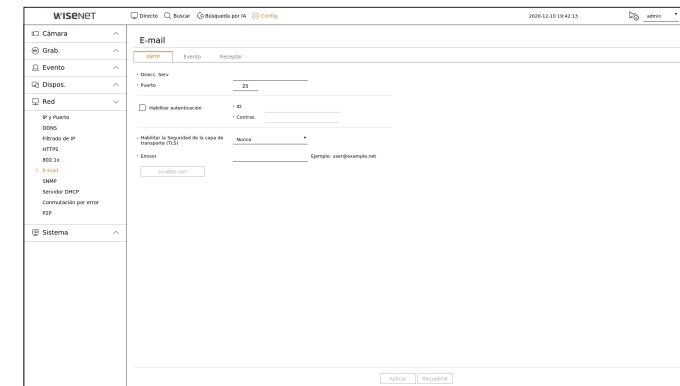 WISENET
Directo Buscar Búsqueda por IA Config.
2020-12-10 19:42:13
admin
Cámara
Grab.
Evento
Dispos.
Red
IP y Puerto
DDNS
Filtrado de IP
HTTPS
802.1x
E-mail
SNMP
Servidor DHCP
Conmutación por error
P2P
Sistema
E-mail
SMTP Evento Receptor
Direcc. Serv
Puerto 25
Habilitar autenticación ID
Contras.
Habilitar la Seguridad de la capa de
transporte (TLS) Nunca
Emisor Ejemplo: user@example.net
prueba corr
Aplicar Recuperar